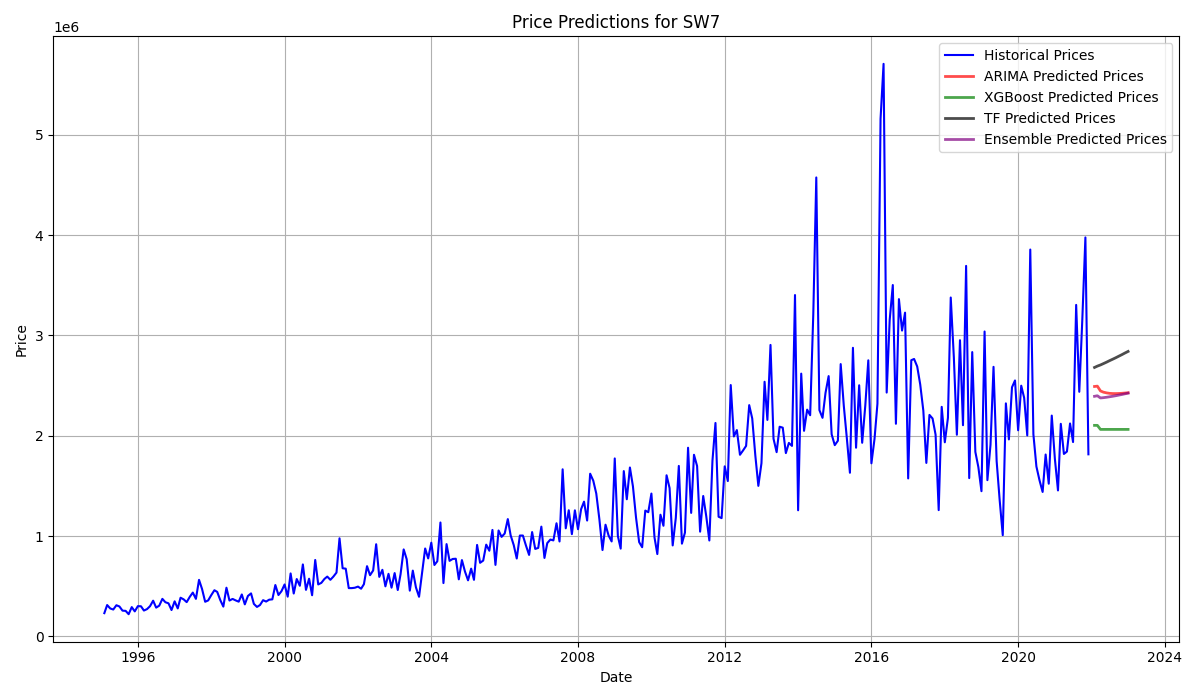 Price Predictions for SW7
1e6
Historical Prices
ARIMA Predicted Prices
XGBoost Predicted Prices
TF Predicted Prices
Ensemble Predicted Prices
5
4
3
2
1
0
Price
1996 2000 2004 2008 2012 2016 2020 2024
Date